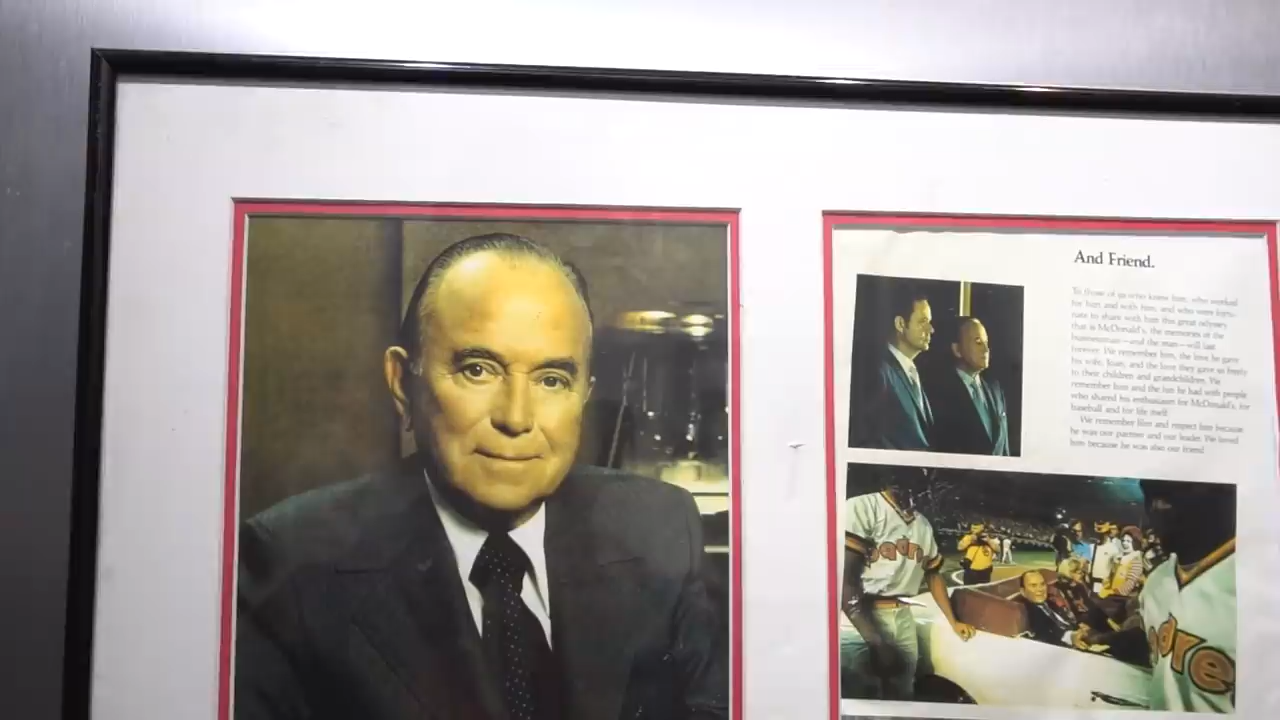 And Friend.
To those of us who knew him, who worked
for him and with him, and who were fortu-
nate to share with him this great odyssey
that is McDonald's, the memories of the
businessman—and the man—will last
forever. We remember him, the love he gave
his wife, Joan, and the love they gave so freely
to their children and grandchildren. We
remember him and the fun he had with people
who shared his enthusiasm for McDonald's, for
baseball and for life itself.
We remember him and respect him because
he was our partner and our leader. We loved
him because he was also our friend.
padre
dre